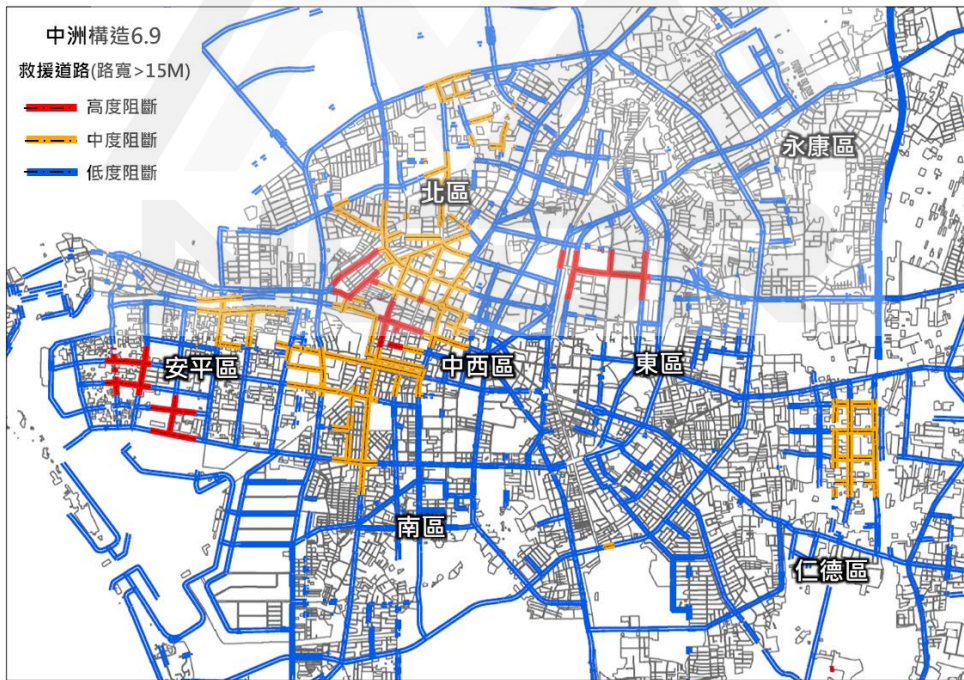 中洲構造6.9
救援道路(路寬>15M)
高度阻斷
中度阻斷
低度阻斷
永康區
北區
安平區
中西區
東區
南區
仁德區